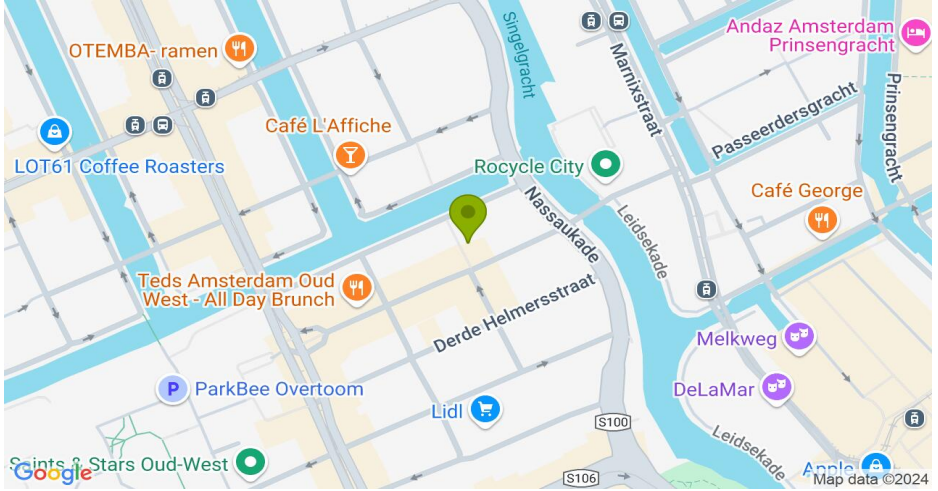 Andaz Amsterdam
Prinsengracht
OTEMBA- ramen
Singelgracht
Marnixstraat
Prinsengracht
Café L'Affiche
Passeerdersgracht
LOT61 Coffee Roasters
Rocycle City
Café George
Nassaukade
Leidsekade
Teds Amsterdam Oud
West - All Day Brunch
Derde Helmersstraat
Melkweg
P
ParkBee Overtoom
DeLaMar
Lidl
S100
Leidsekade
Saints & Stars Oud-West
Google
S106
Apple
Map data ©2024